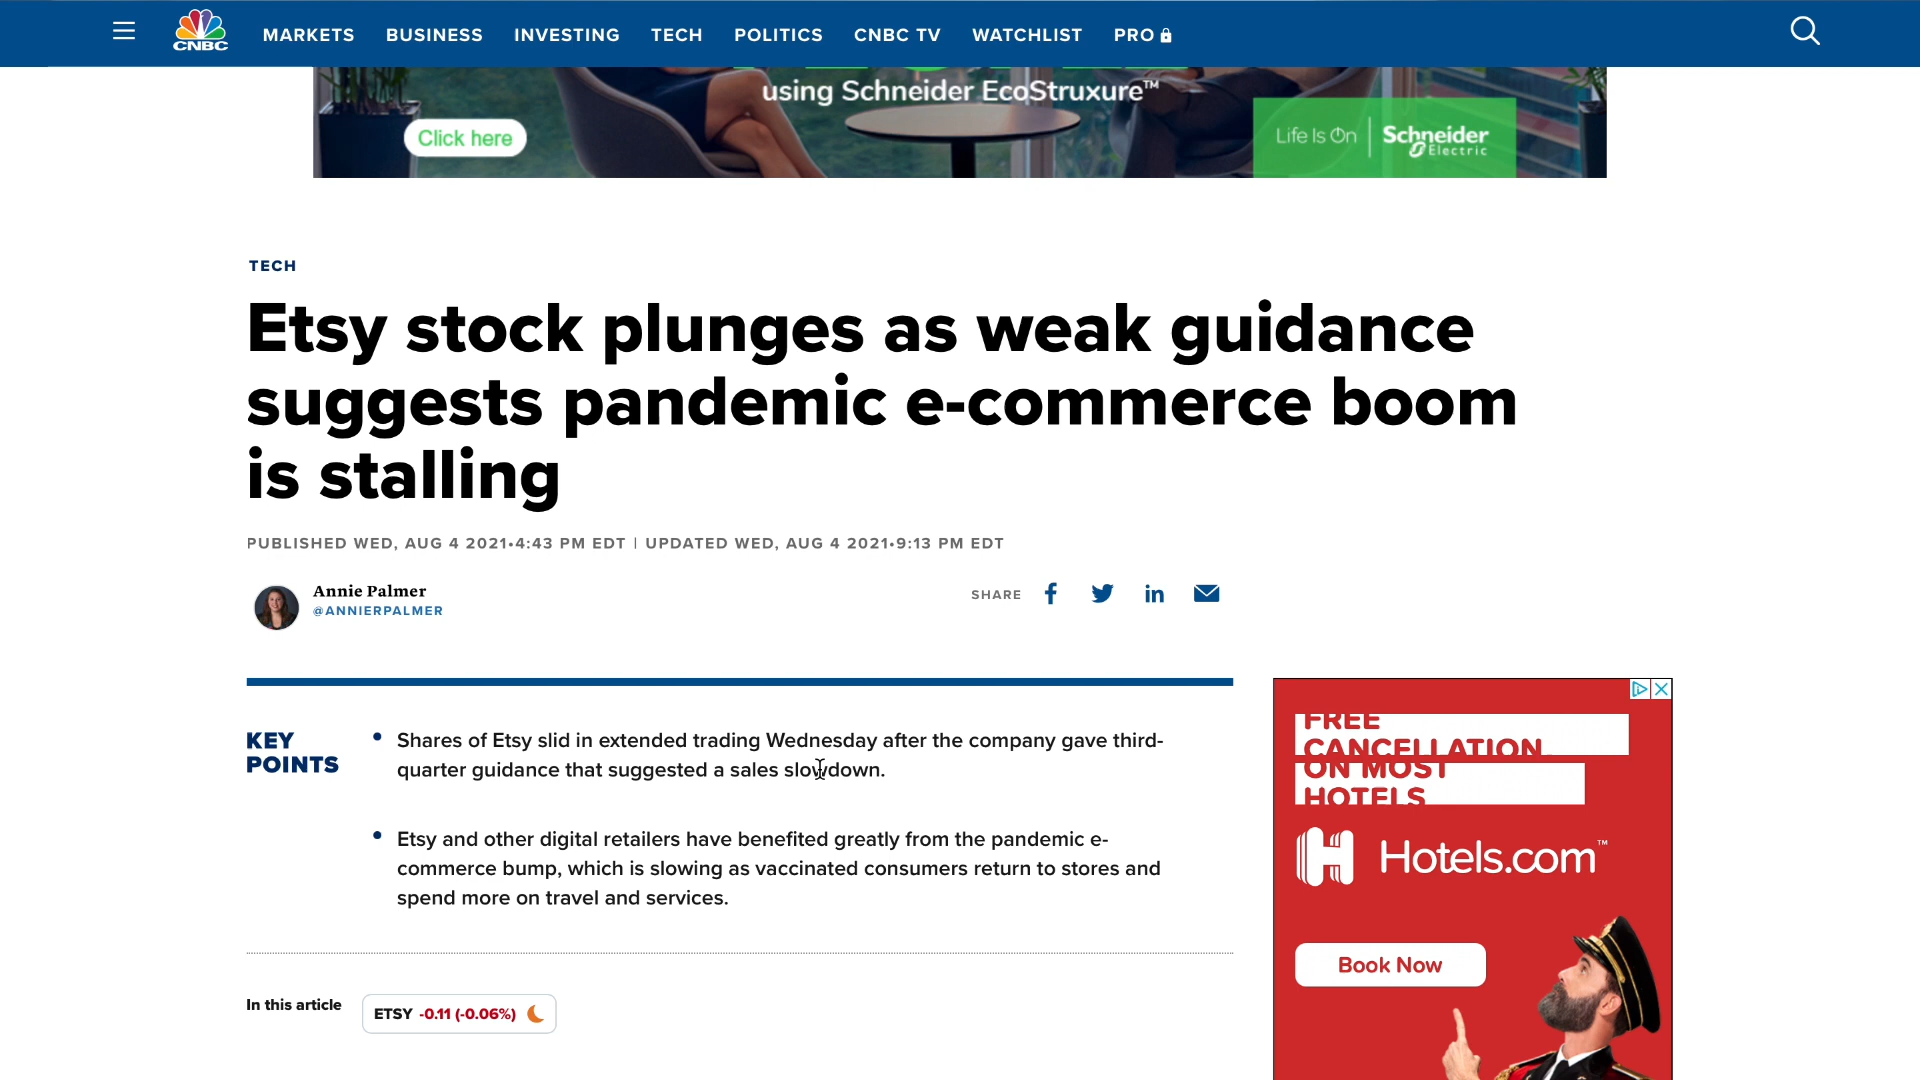 CNBC
MARKETS BUSINESS INVESTING TECH POLITICS CNBC TV WATCHLIST PRO
using Schneider EcoStruxure™
Click here
Life Is On | Schneider Electric
TECH
Etsy stock plunges as weak guidance
suggests pandemic e-commerce boom
is stalling
PUBLISHED WED, AUG 4 2021•4:43 PM EDT | UPDATED WED, AUG 4 2021•9:13 PM EDT
Annie Palmer
@ANNIERPALMER
SHARE
KEY
POINTS
• Shares of Etsy slid in extended trading Wednesday after the company gave third-
quarter guidance that suggested a sales slowdown.
• Etsy and other digital retailers have benefited greatly from the pandemic e-
commerce bump, which is slowing as vaccinated consumers return to stores and
spend more on travel and services.
In this article
ETSY -0.11 (-0.06%)
FREE
CANCELLATION
ON MOST
HOTELS
Hotels.com™
Book Now